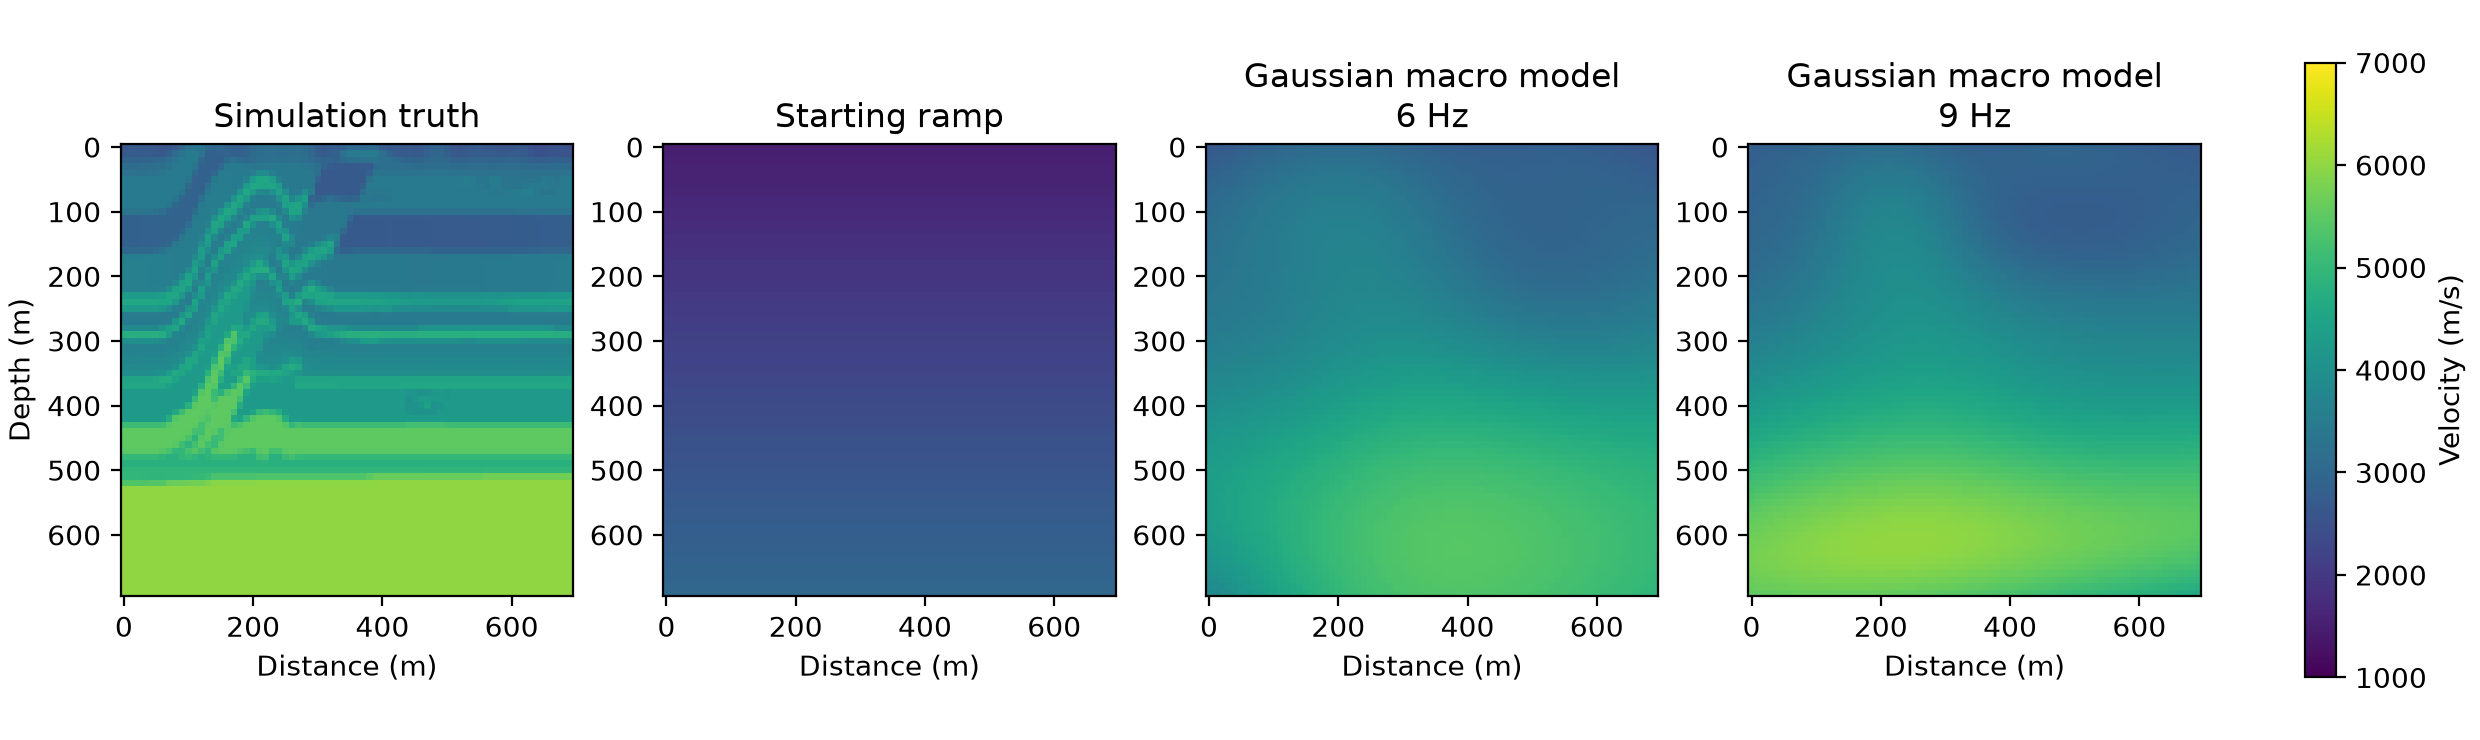 Simulation truth
Starting ramp
Gaussian macro model
6 Hz
Gaussian macro model
9 Hz
Depth (m)
0
100
200
300
400
500
600
0 200 400 600
Distance (m)
0
100
200
300
400
500
600
0 200 400 600
Distance (m)
0
100
200
300
400
500
600
0 200 400 600
Distance (m)
0
100
200
300
400
500
600
0 200 400 600
Distance (m)
7000
6000
5000
4000
3000
2000
1000
Velocity (m/s)